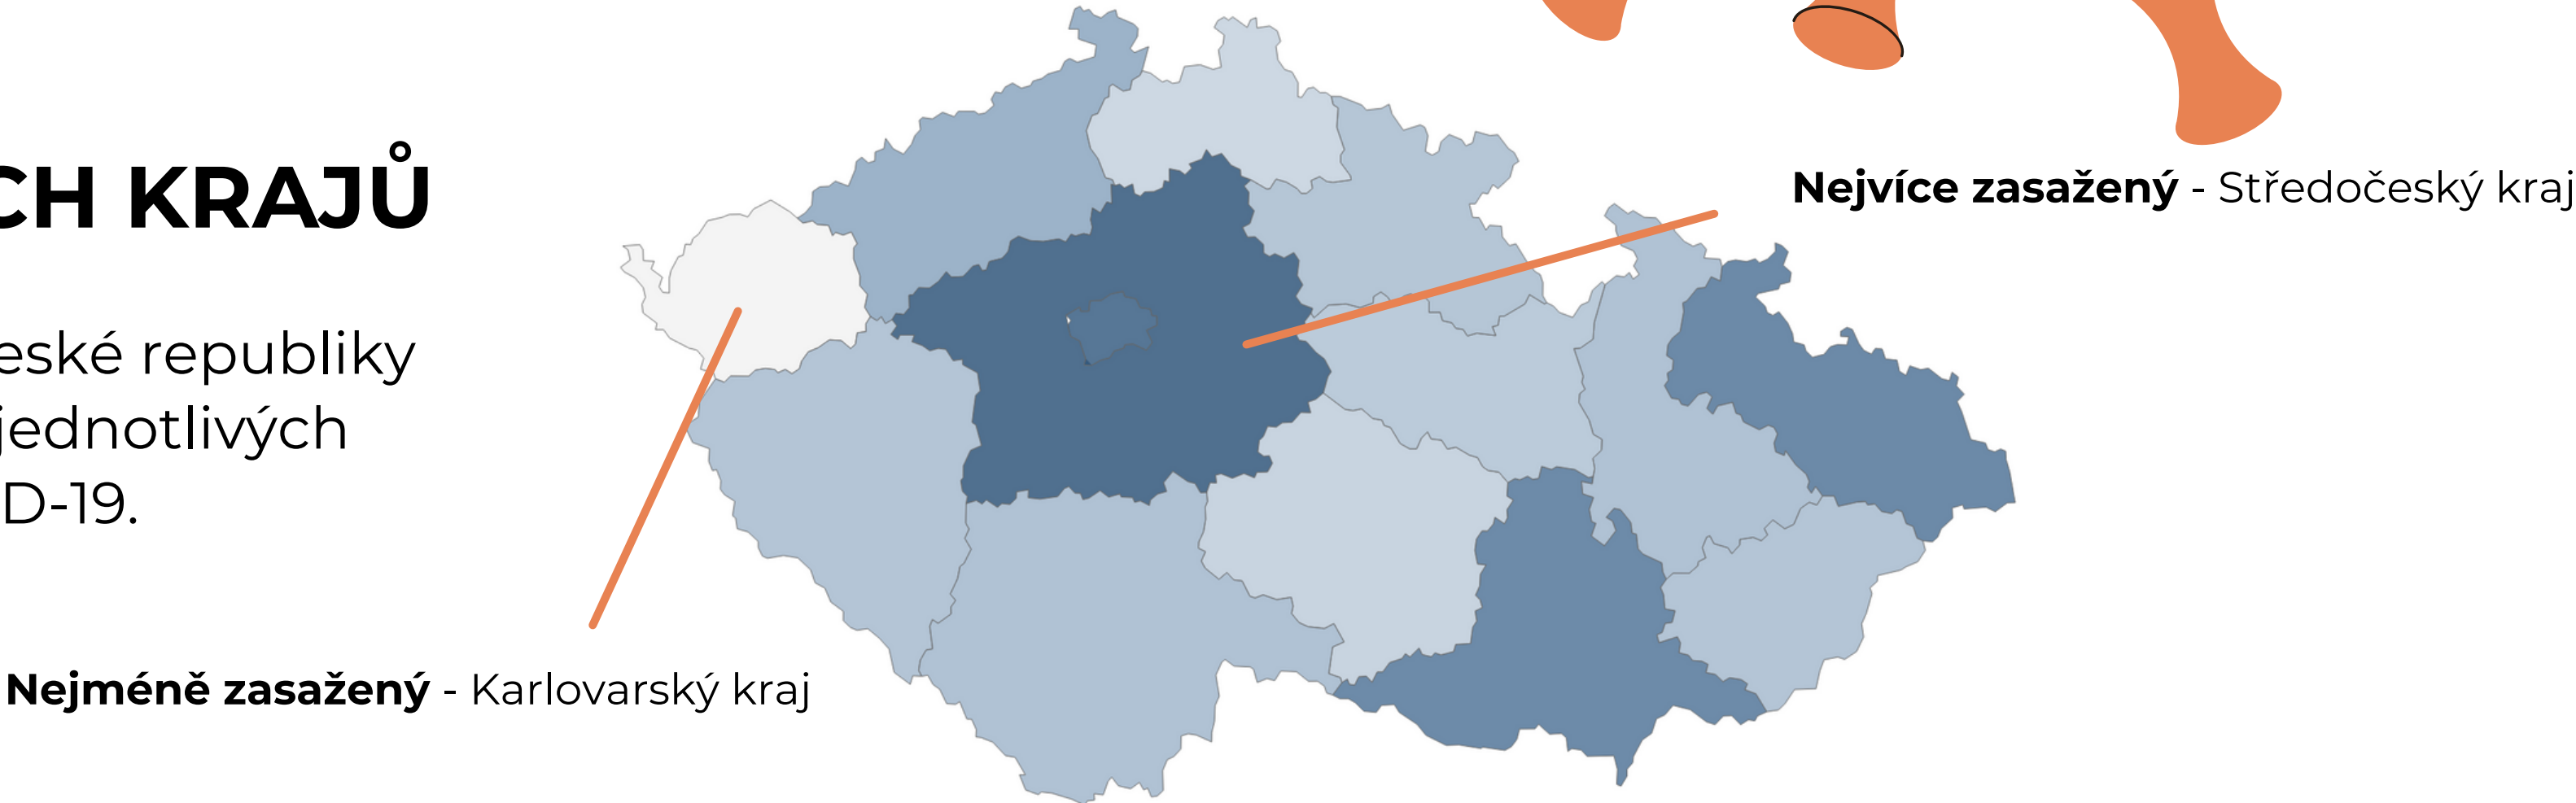 CH KRAJŮ
eské republiky
jednotlivých
D-19.
Nejvíce zasažený - Středočeský kraj
Nejméně zasažený - Karlovarský kraj